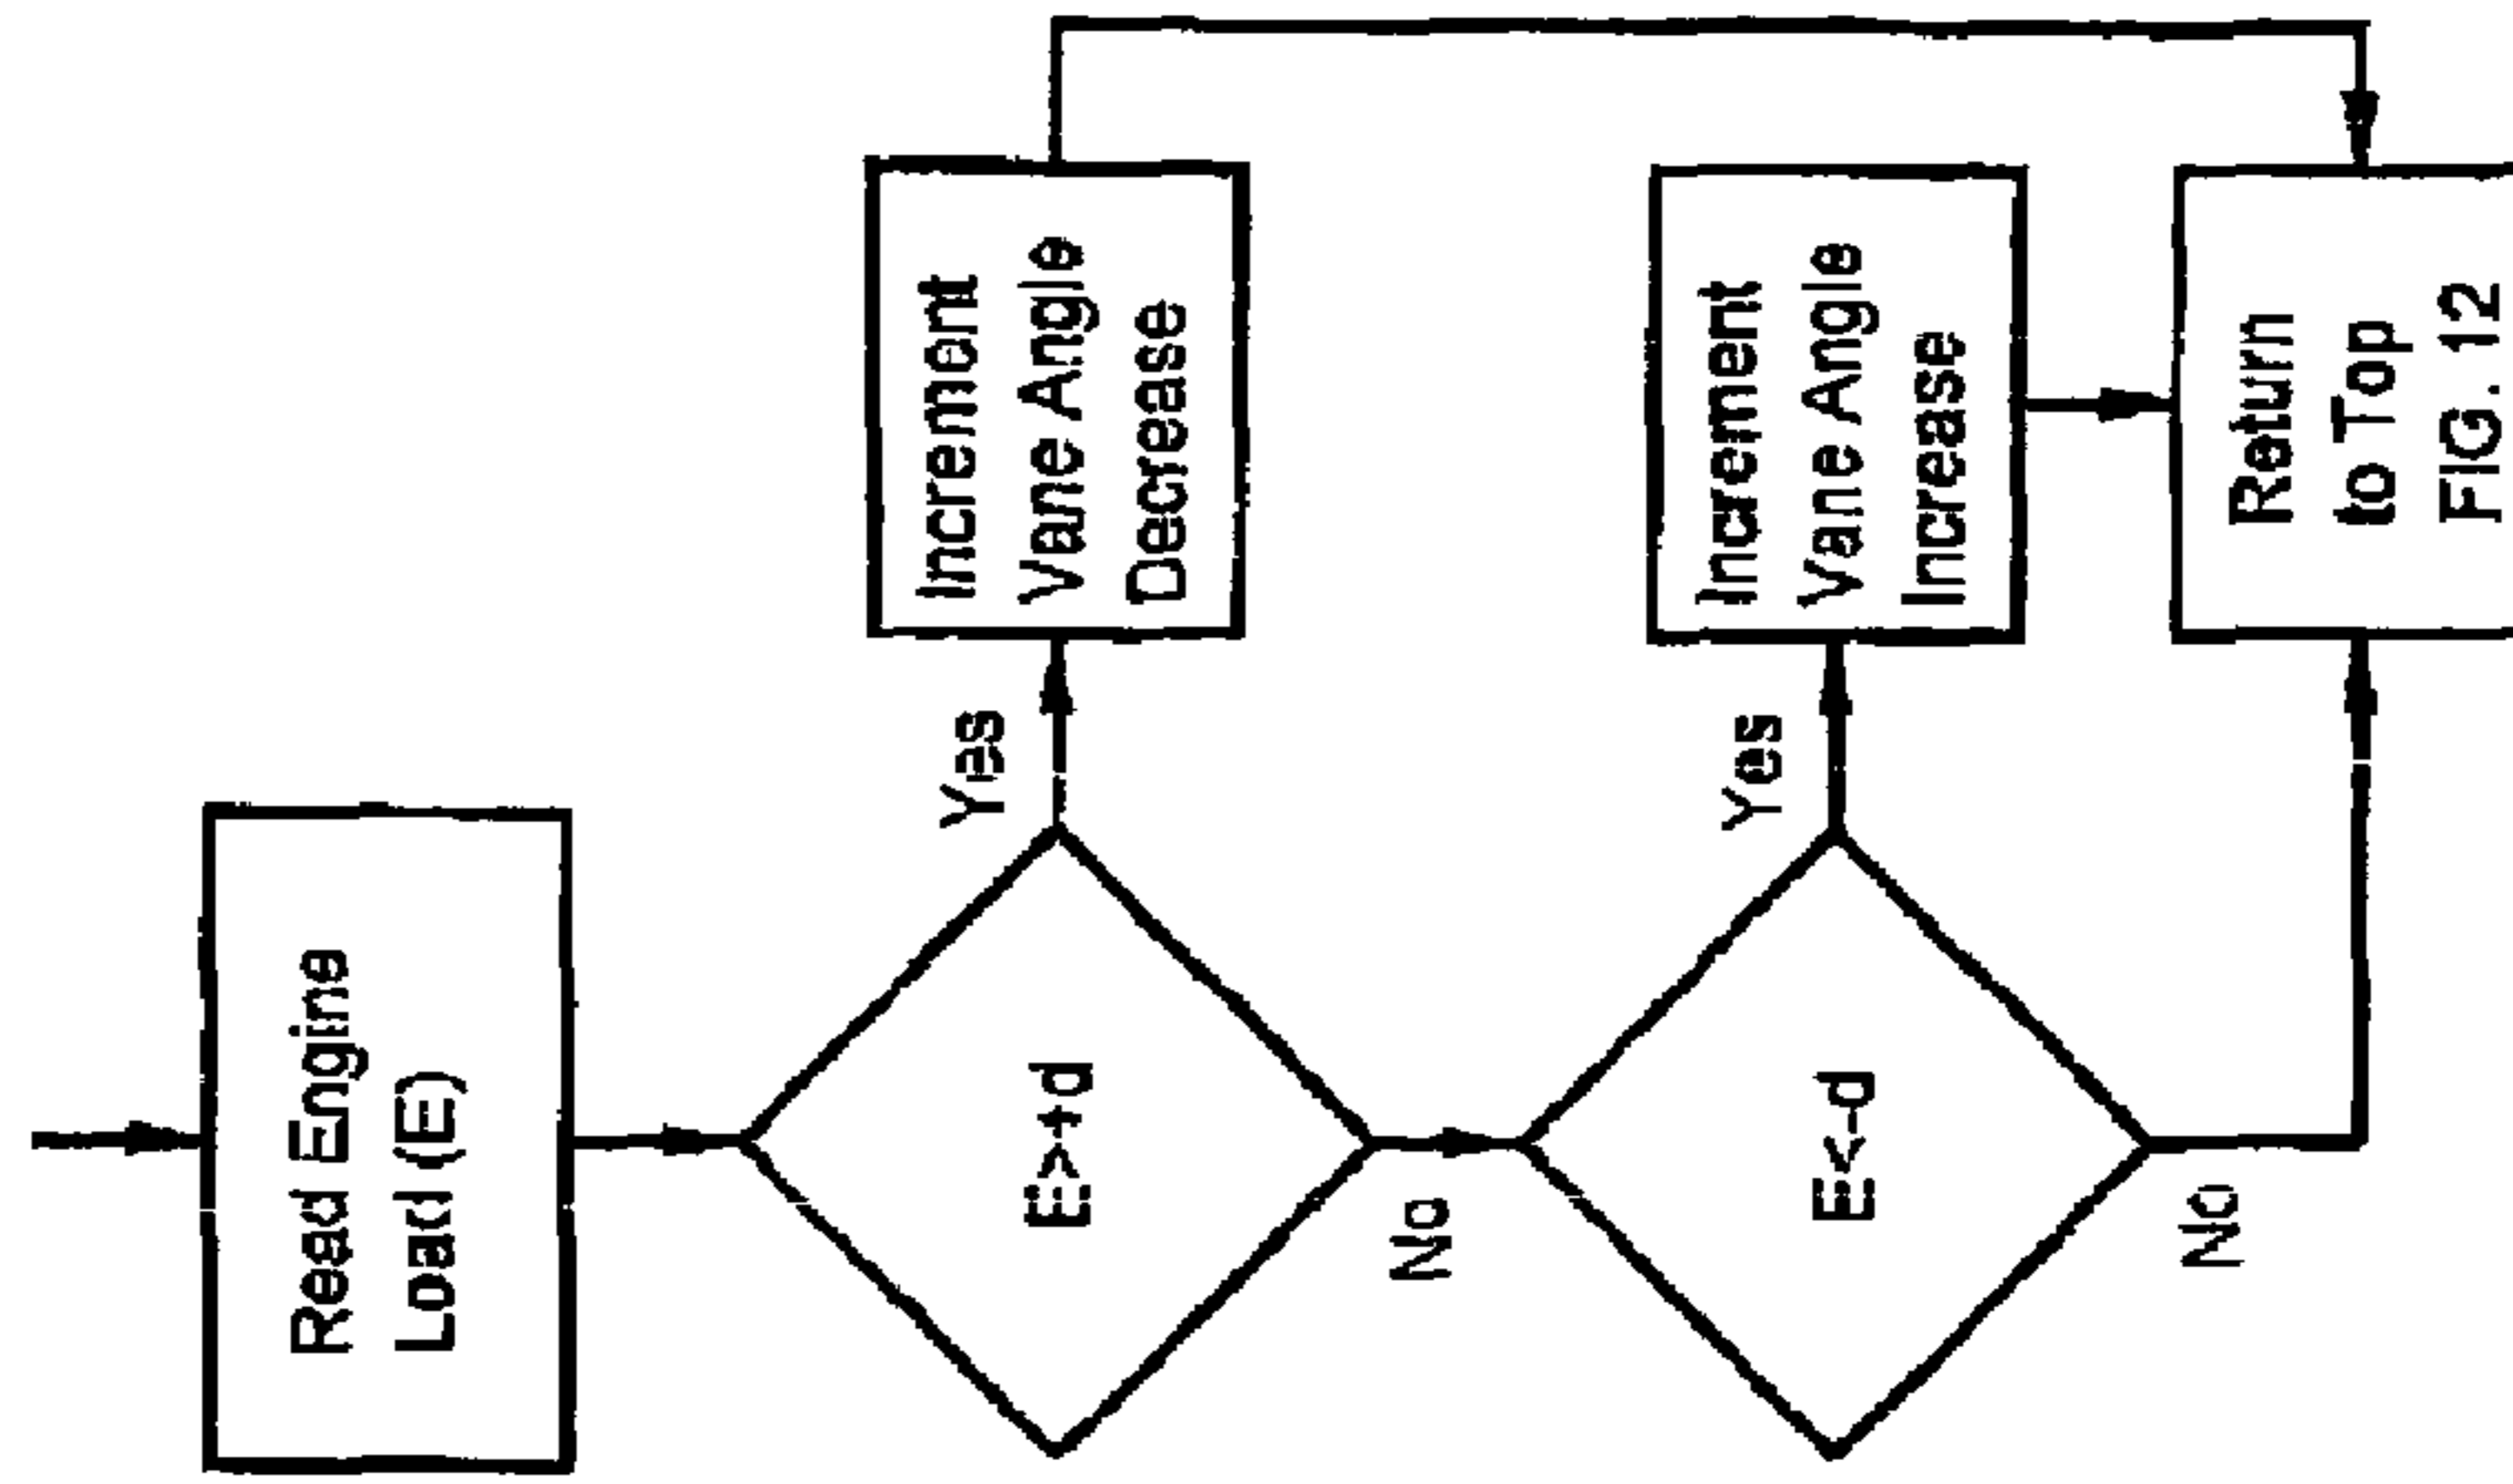 Read Engine
Load (E)
E>+d
Yes
Increment
Vane Angle
Decrease
No
E<-d
Yes
Increment
Vane Angle
Increase
No
Return
to Top
FIG. 12